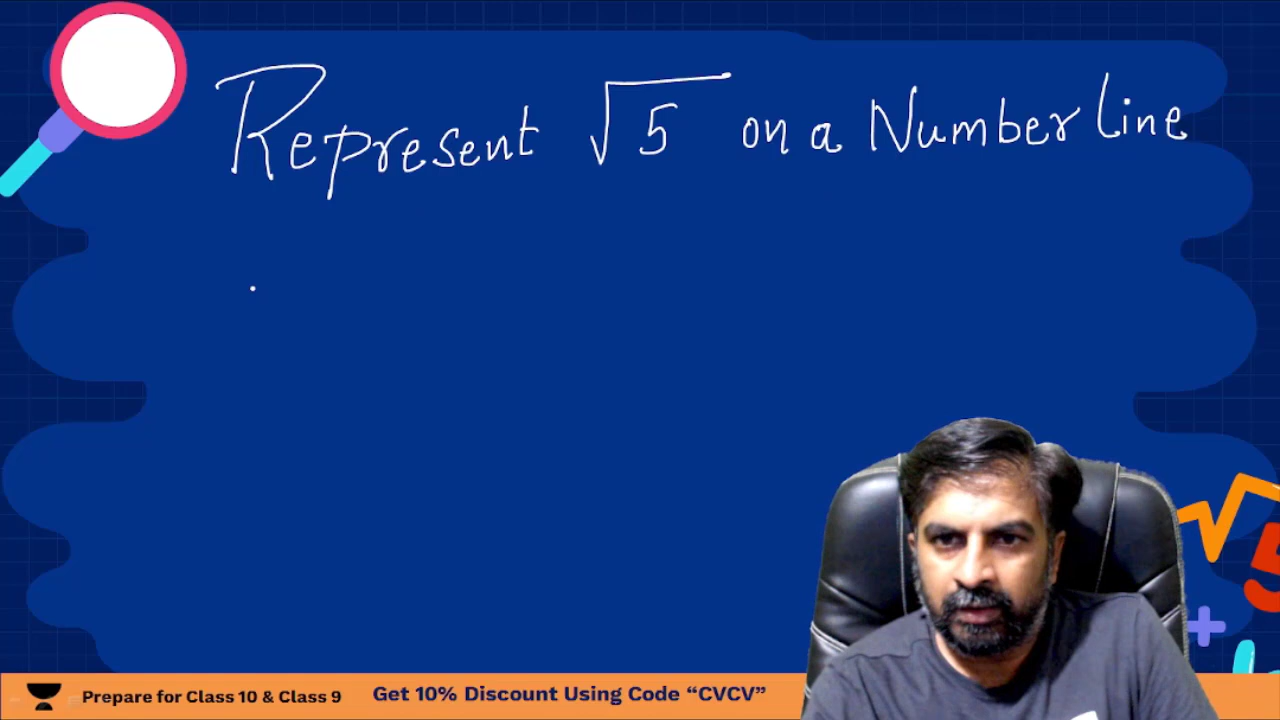 Represent √5 on a Number line
Prepare for Class 10 & Class 9 Get 10% Discount Using Code “CVCV”